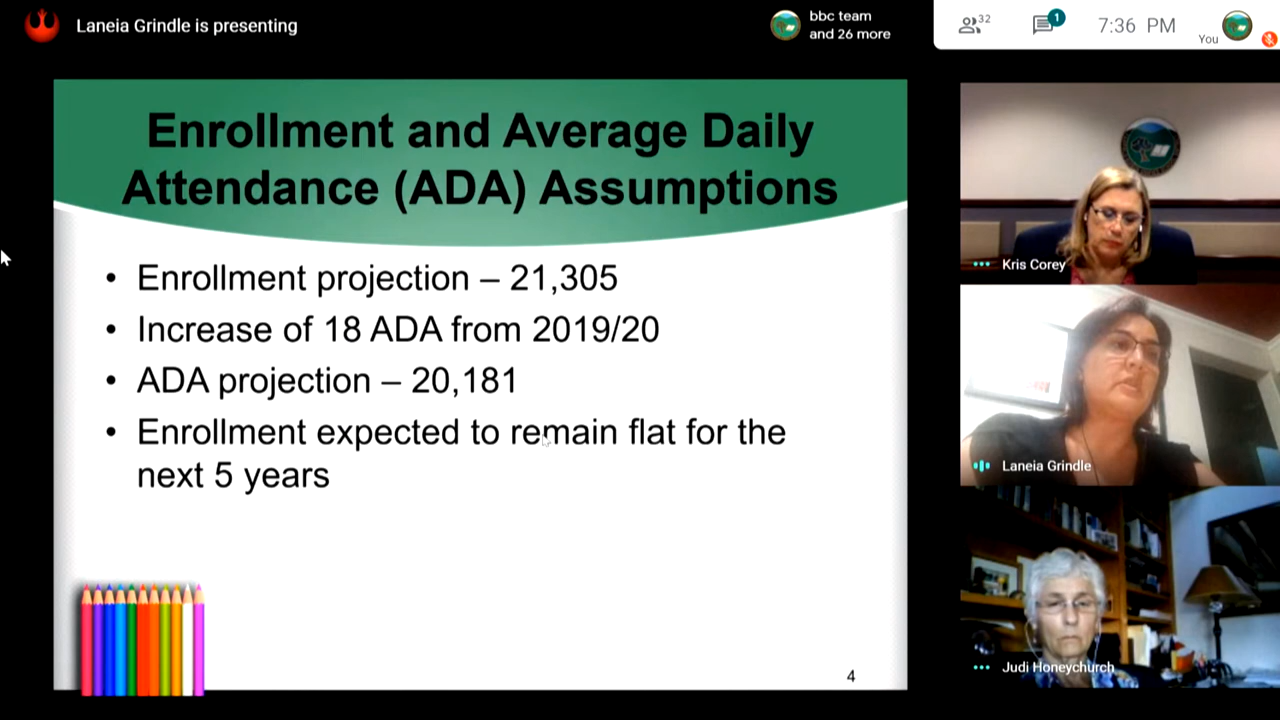 Laneia Grindle is presenting
bbc team
and 26 more
32
1
7:36 PM
You
Enrollment and Average Daily
Attendance (ADA) Assumptions
• Enrollment projection – 21,305
• Increase of 18 ADA from 2019/20
• ADA projection – 20,181
• Enrollment expected to remain flat for the
next 5 years
4
Kris Corey
Laneia Grindle
Judi Honeychurch